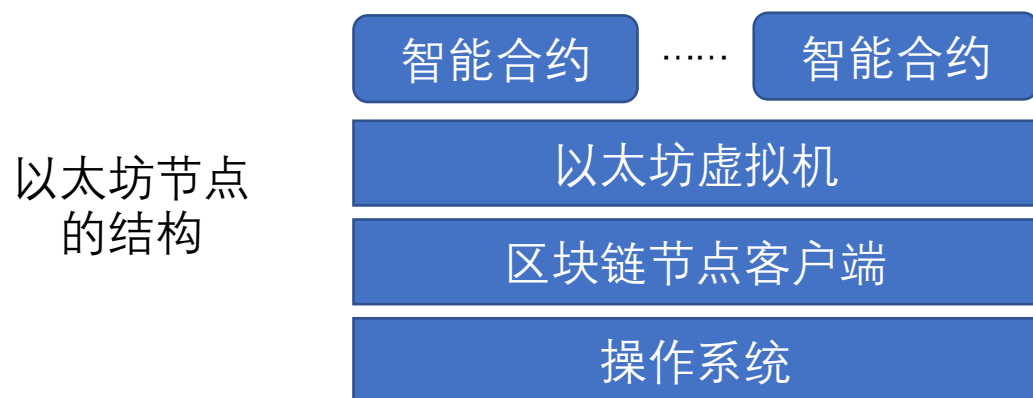 智能合约 …… 智能合约
以太坊虚拟机
以太坊节点
的结构
区块链节点客户端
操作系统